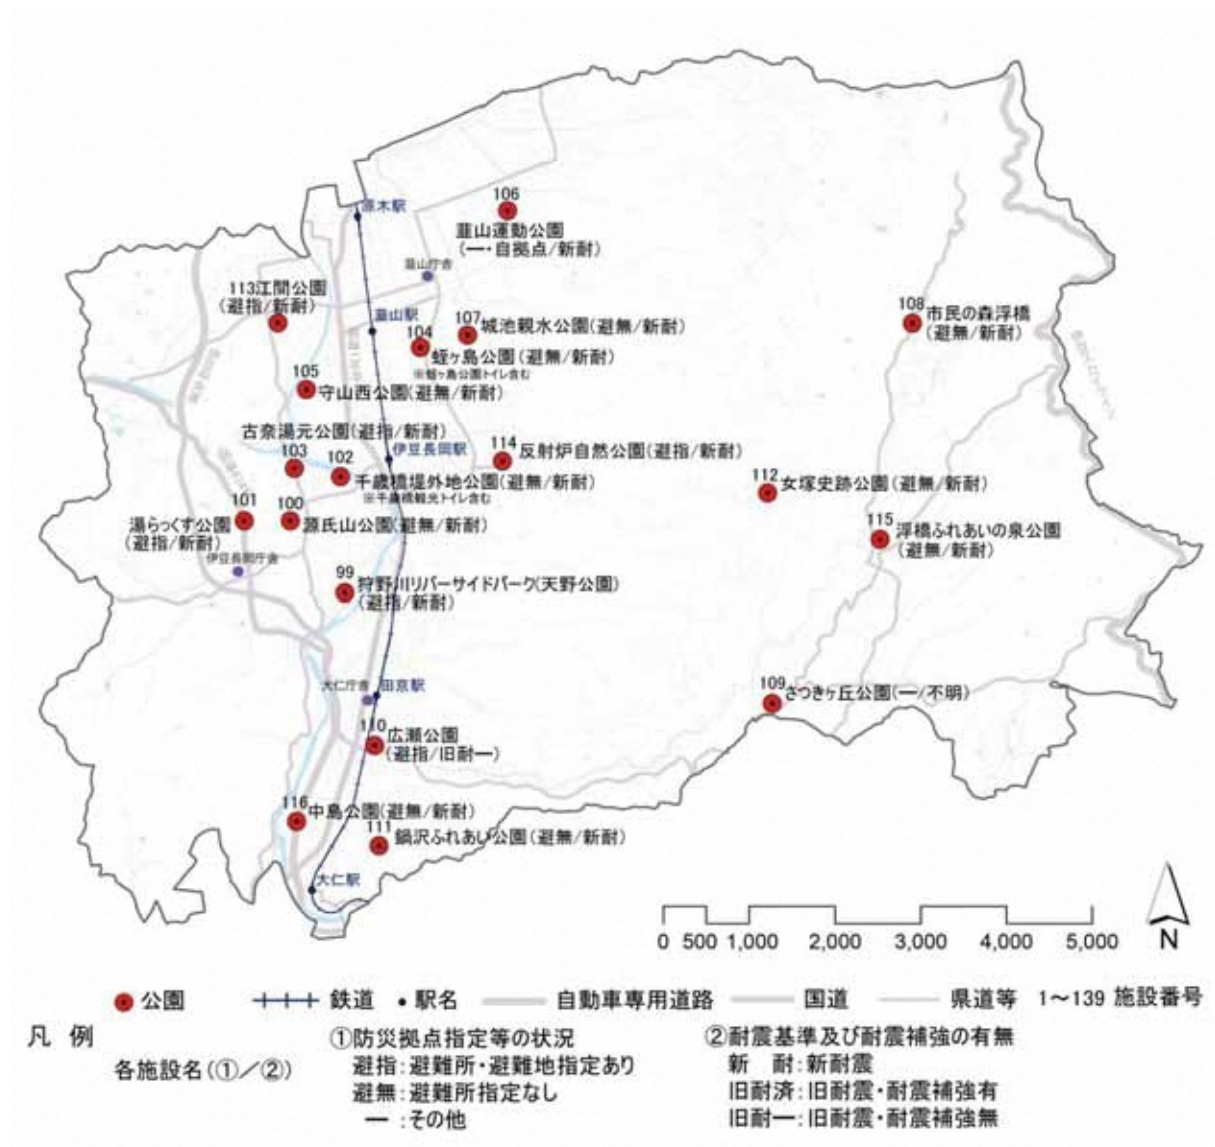 106
原木駅
韮山運動公園
(一・自拠点/新耐)
韮山庁舎
113江間公園
(避指/新耐)
108
市民の森浮橋
(避無/新耐)
韮山駅
107
城池親水公園(避無/新耐)
104
蛭ヶ島公園(避無/新耐)
※蛭ヶ島公園トイレ含む
105
守山西公園(避無/新耐)
古奈湯元公園(避指/新耐)
伊豆長岡駅
114
反射炉自然公園(避指/新耐)
103
102
千歳橋堤外地公園(避無/新耐)
※千歳橋観光トイレ含む
112
女塚史跡公園(避無/新耐)
101
湯らっくす公園
(避指/新耐)
100
源氏山公園(避無/新耐)
115
浮橋ふれあいの泉公園
(避無/新耐)
伊豆長岡庁舎
99
狩野川リバーサイドパーク(天野公園)
(避指/新耐)
大仁庁舎
田京駅
109
さつきヶ丘公園(一/不明)
110
広瀬公園
(避指/旧耐一)
116
中島公園(避無/新耐)
111
鍋沢ふれあい公園(避無/新耐)
大仁駅
0 500 1,000 2,000 3,000 4,000 5,000
N
公園 鉄道 駅名 自動車専用道路 国道 県道等 1～139 施設番号
凡 例
各施設名(①/②)
①防災拠点指定等の状況
避指:避難所・避難地指定あり
避無:避難所指定なし
一 :その他
②耐震基準及び耐震補強の有無
新 耐:新耐震
旧耐済:旧耐震・耐震補強有
旧耐一:旧耐震・耐震補強無